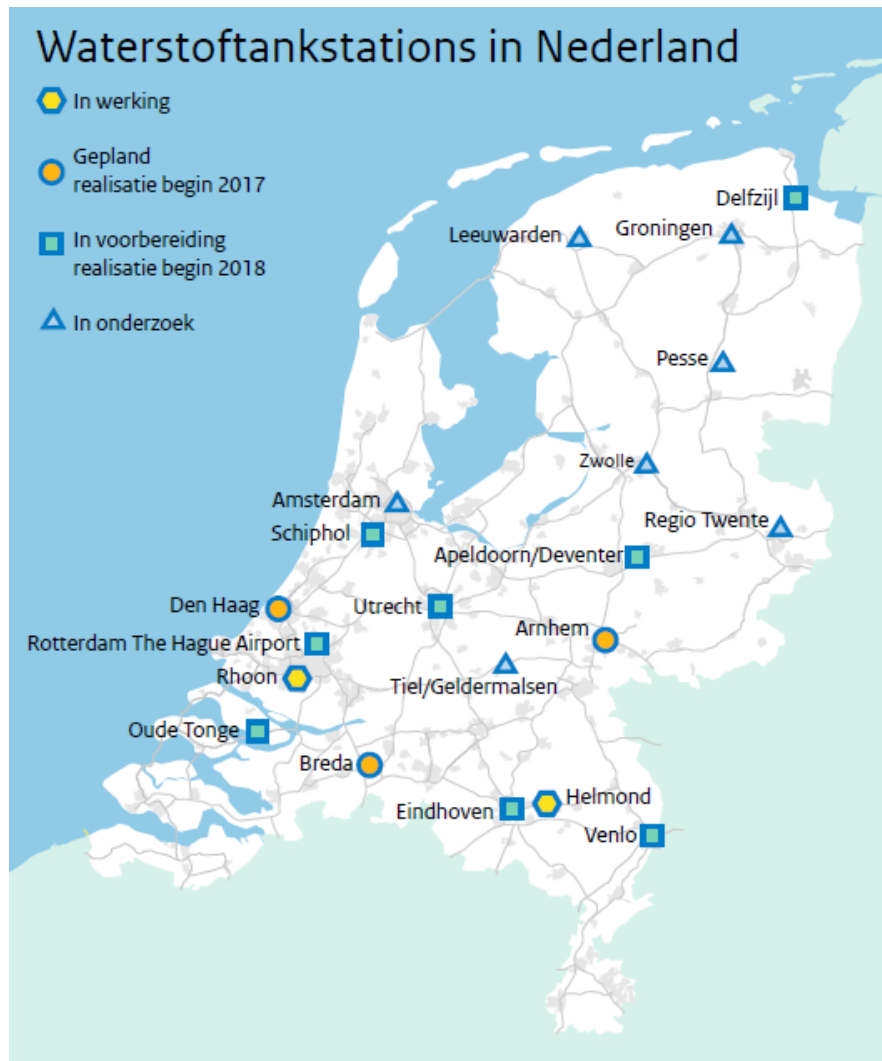 Waterstoftankstations in Nederland
In werking
Gepland
realisatie begin 2017
In voorbereiding
realisatie begin 2018
In onderzoek
Delfzijl
Leeuwarden
Groningen
Pesse
Zwolle
Amsterdam
Regio Twente
Schiphol
Apeldoorn/Deventer
Den Haag
Utrecht
Arnhem
Rotterdam The Hague Airport
Rhoon
Tiel/Geldermalsen
Oude Tonge
Breda
Helmond
Eindhoven
Venlo